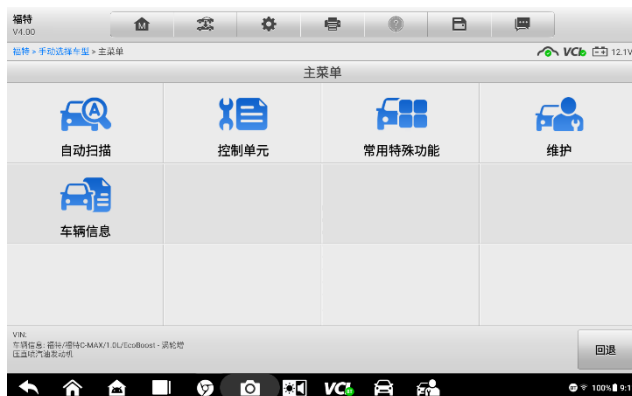 福特
V4.00
M
福特 > 手动选择车型 > 主菜单
VCI 12.1V
主菜单
自动扫描
控制单元
常用特殊功能
维护
车辆信息
VIN:
车辆信息: 福特/福特C-MAX/1.0L/EcoBoost - 涡轮增
压直喷汽油发动机
回退
VCI
100% 9:1